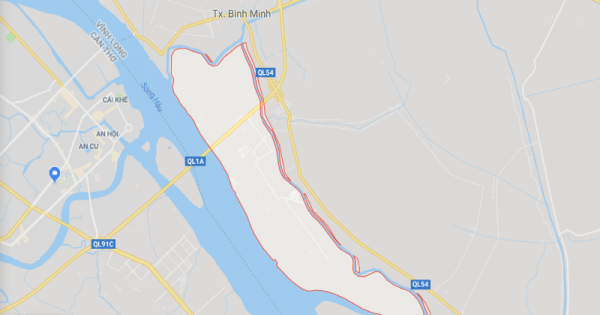 Tx. Bình Minh
VĨNH LONG
CẦN THƠ
QL54
Sông Hậu
CÁI KHẾ
AN HỘI
AN CƯ
QL1A
QL91C
QL54